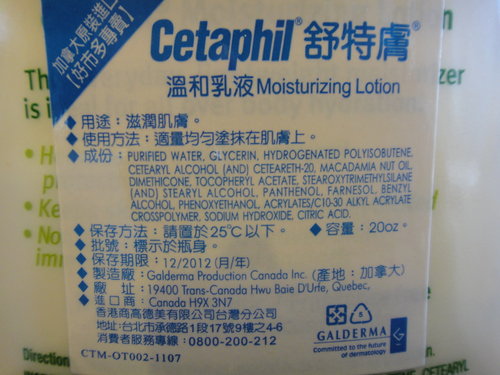 加拿大原裝進口
【好市多專賣】
Cetaphil® 舒特膚®
溫和乳液 Moisturizing Lotion
◆用途：滋潤肌膚。
◆使用方法：適量均勻塗抹在肌膚上。
◆成份：PURIFIED WATER, GLYCERIN, HYDROGENATED POLYISOBUTENE,
CETEARYL ALCOHOL (AND) CETEARETH-20, MACADAMIA NUT OIL,
DIMETHICONE, TOCOPHERYL ACETATE, STEAROXYTRIMETHYLSILANE
(AND) STEARYL ALCOHOL, PANTHENOL, FARNESOL, BENZYL
ALCOHOL, PHENOXYETHANOL, ACRYLATES/C10-30 ALKYL ACRYLATE
CROSSPOLYMER, SODIUM HYDROXIDE, CITRIC ACID.
◆保存方法：請置於25℃以下。 ◆容量：20oz。
◆批號：標示於瓶身。
◆保存期限：12/2012 (月/年)
◆製造廠：Galderma Production Canada Inc. (產地：加拿大)
◆廠 址：19400 Trans-Canada Hwu Baie D'Urfe, Quebec,
◆進口商：Canada H9X 3N7
香港商高德美有限公司台灣分公司
地址:台北市承德路1段17號9樓之4-6
消費者服務專線：0800-200-212
CTM-OT002-1107
5
GALDERMA
Committed to the future
of dermatology
Th
is i
Direction
CETEARYL